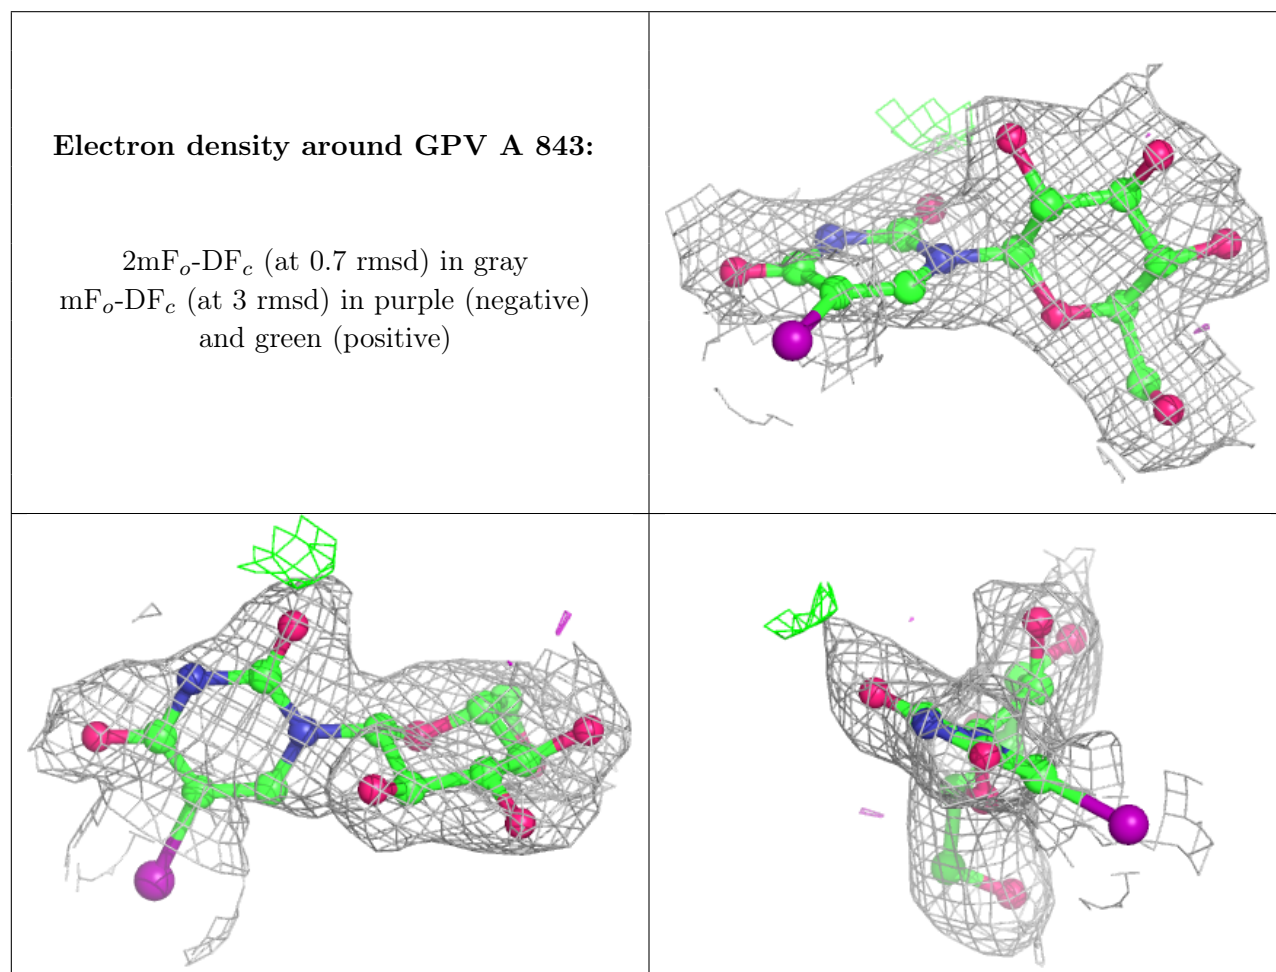 Electron density around GPV A 843:
2mFo-DFc (at 0.7 rmsd) in gray
mFo-DFc (at 3 rmsd) in purple (negative)
and green (positive)